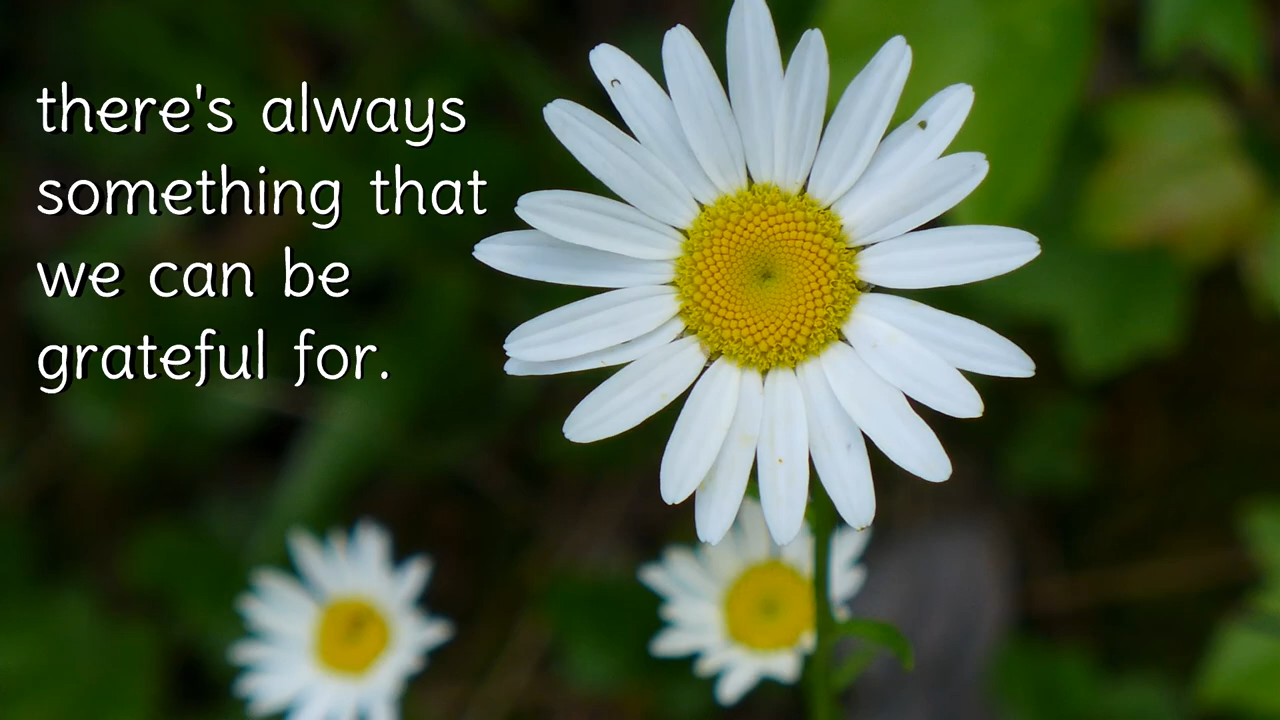 there's always
something that
we can be
grateful for.